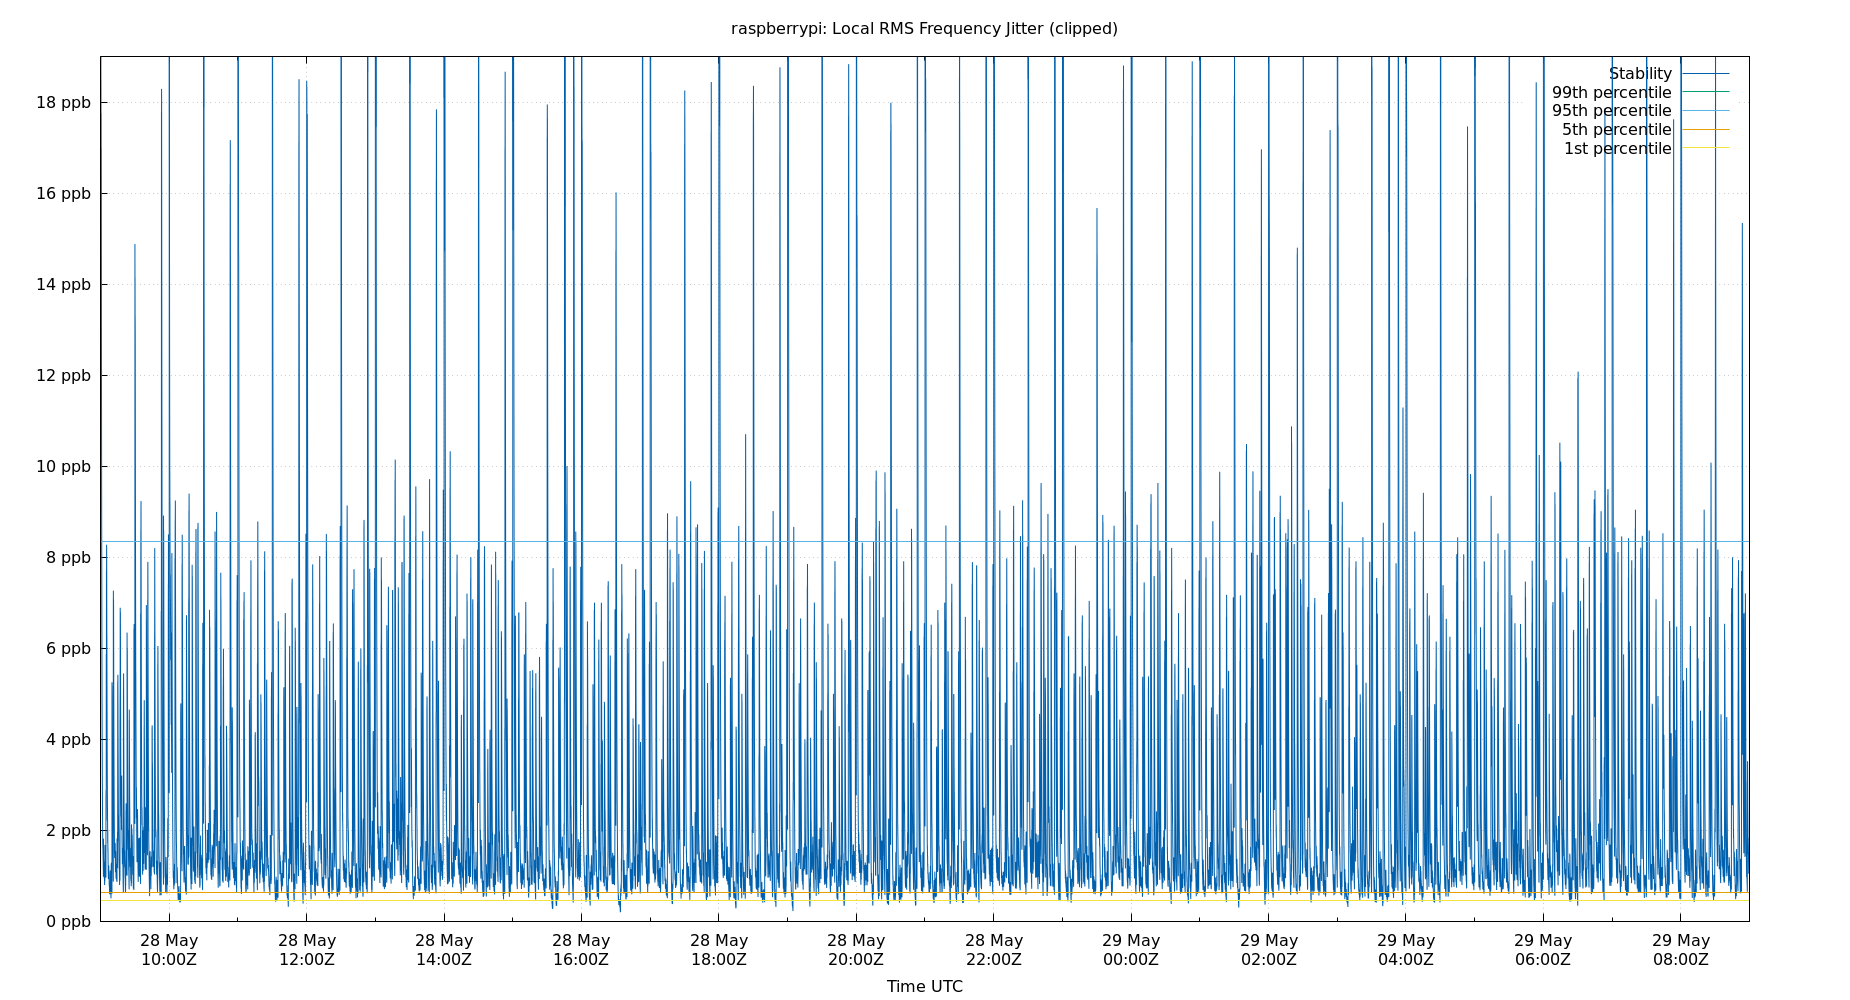 raspberrypi: Local RMS Frequency Jitter (clipped)
Stability
99th percentile
95th percentile
5th percentile
1st percentile
18 ppb
16 ppb
14 ppb
12 ppb
10 ppb
8 ppb
6 ppb
4 ppb
2 ppb
0 ppb
28 May 28 May 28 May 28 May 28 May 28 May 28 May 29 May 29 May 29 May 29 May 29 May
10:00Z 12:00Z 14:00Z 16:00Z 18:00Z 20:00Z 22:00Z 00:00Z 02:00Z 04:00Z 06:00Z 08:00Z
Time UTC